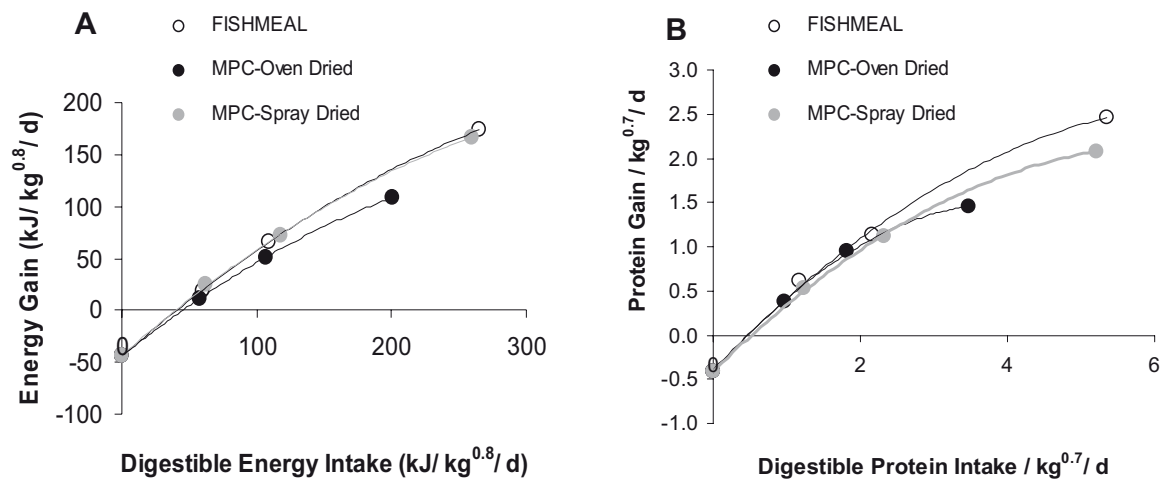 A
FISHMEAL
MPC-Oven Dried
MPC-Spray Dried
200
150
100
50
0
-50
-100
0
100
200
300
Energy Gain (kJ/ kg0.8/ d)
Digestible Energy Intake (kJ/ kg0.8/ d)
B
FISHMEAL
MPC-Oven Dried
MPC-Spray Dried
3.0
2.5
2.0
1.5
1.0
0.5
0.0
-0.5
-1.0
0
2
4
6
Protein Gain / kg0.7/ d
Digestible Protein Intake / kg0.7/ d